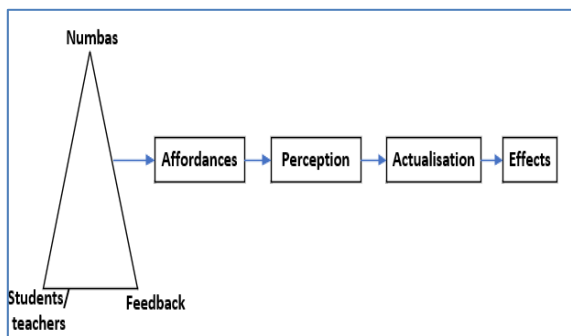 Numbas
Affordances
Perception
Actualisation
Effects
Students/
teachers
Feedback